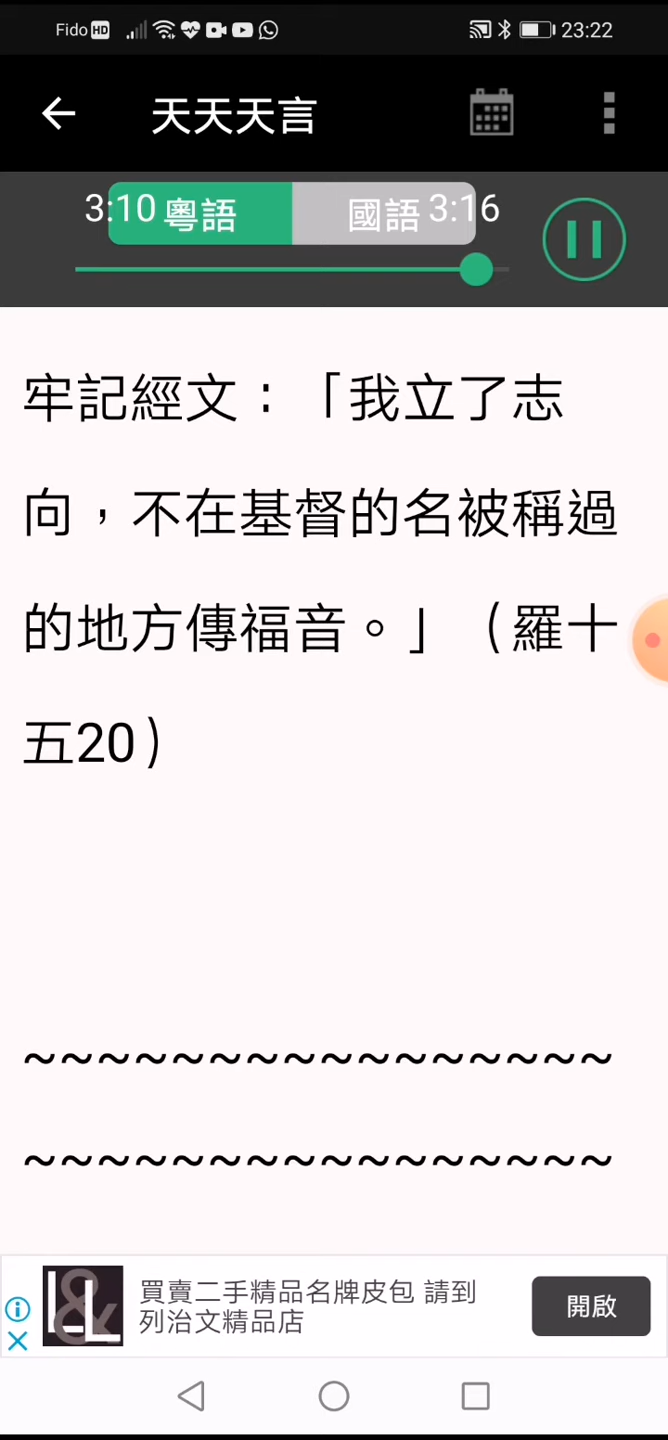 Fido HD 23:22
天天天言
3:10 粵語 國語 3:16
牢記經文：「我立了志
向，不在基督的名被稱過
的地方傳福音。」（羅十
五20）
~~~~~~~~~~~~~~~~
~~~~~~~~~~~~~~~~
L&L
買賣二手精品名牌皮包 請到
列治文精品店
開啟